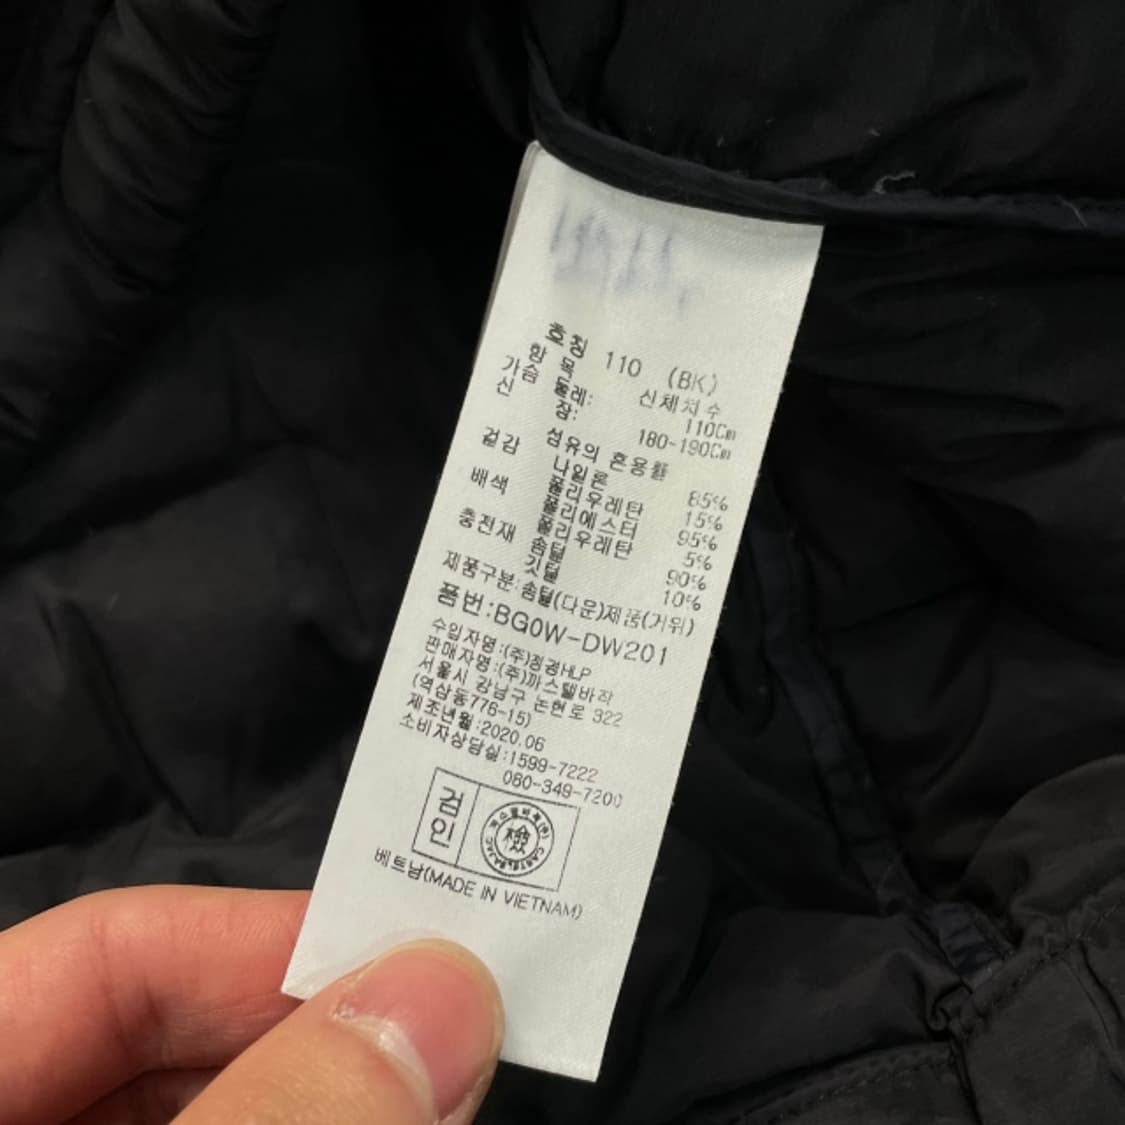 호칭 110 (BK)
항목 신체치수
가슴둘레: 110Cm
신장: 180-190Cm
섬유의 혼용률
겉감 나일론 85%
폴리우레탄 15%
배색 폴리에스터 95%
폴리우레탄 5%
충전재 솜털 90%
깃털 10%
제품구분:솜털(다운)제품(거위)
품번:BG0W-DW201
수입자명:(주)정경HLP
판매자명:(주)까스텔바작
서울시 강남구 논현로 322
(역삼동776-15)
제조년월:2020.06
소비자상담실:1599-7222
080-349-7200
검인
檢
CASTELBAJAC
베트남(MADE IN VIETNAM)